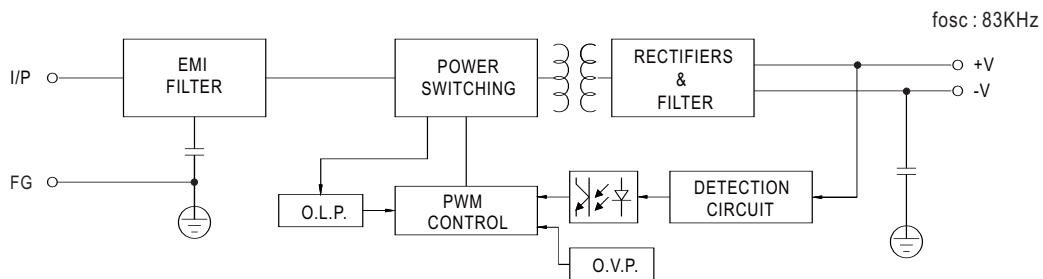 fosc : 83KHz
I/P
EMI
FILTER
POWER
SWITCHING
RECTIFIERS
&
FILTER
+V
-V
FG
O.L.P.
PWM
CONTROL
DETECTION
CIRCUIT
O.V.P.